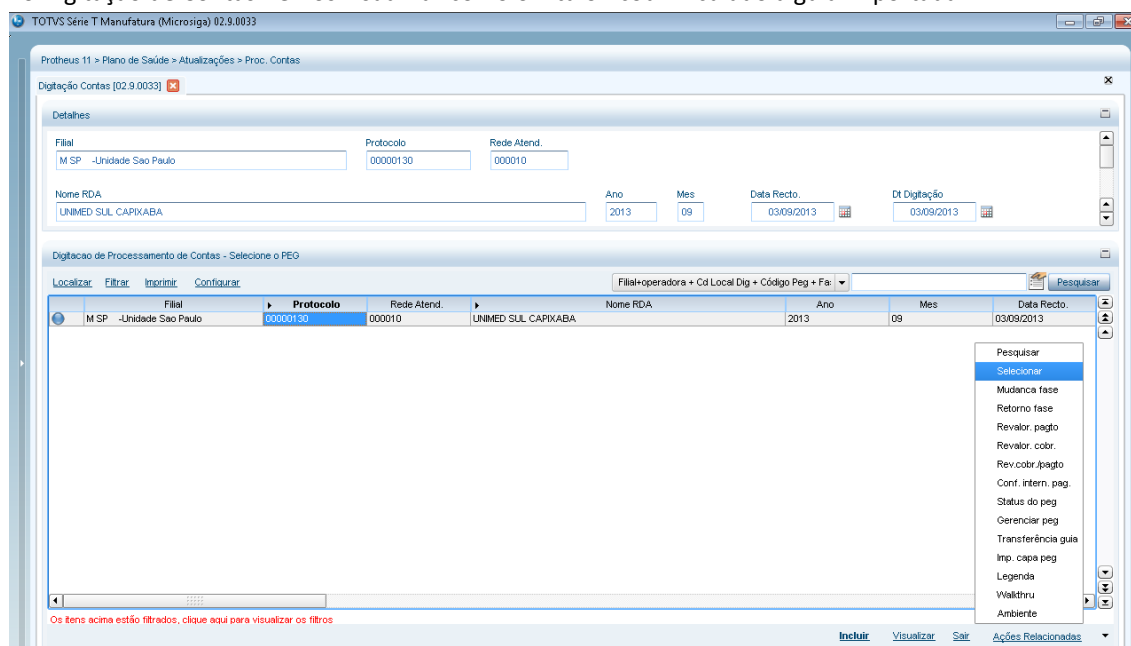 TOTVS Série T Manufatura (Microsiga) 02.9.0033
Protheus 11 > Plano de Saúde > Atualizações > Proc. Contas
Digitação Contas [02.9.0033]
Detalhes
Filial Protocolo Rede Atend.
M SP -Unidade Sao Paulo 00000130 000010
Nome RDA Ano Mes Data Recto. Dt Digitação
UNIMED SUL CAPIXABA 2013 09 03/09/2013 03/09/2013
Digitacao de Processamento de Contas - Selecione o PEG
Localizar Filtrar Imprimir Configurar Filial+operadora + Cd Local Dig + Código Peg + Fa: Pesquisar
Filial Protocolo Rede Atend. Nome RDA Ano Mes Data Recto.
M SP -Unidade Sao Paulo 00000130 000010 UNIMED SUL CAPIXABA 2013 09 03/09/2013
Pesquisar
Selecionar
Mudanca fase
Retorno fase
Revalor. pagto
Revalor. cobr.
Rev.cobr./pagto
Conf. intern. pag.
Status do peg
Gerenciar peg
Transferência guia
Imp. capa peg
Legenda
Walkthru
Ambiente
Os itens acima estão filtrados, clique aqui para visualizar os filtros
Incluir Visualizar Sair Ações Relacionadas